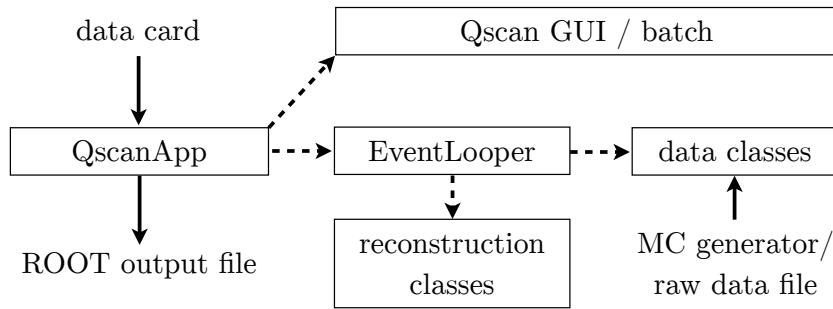 data card
Qscan GUI / batch
QscanApp
EventLooper
data classes
ROOT output file
reconstruction
classes
MC generator/
raw data file